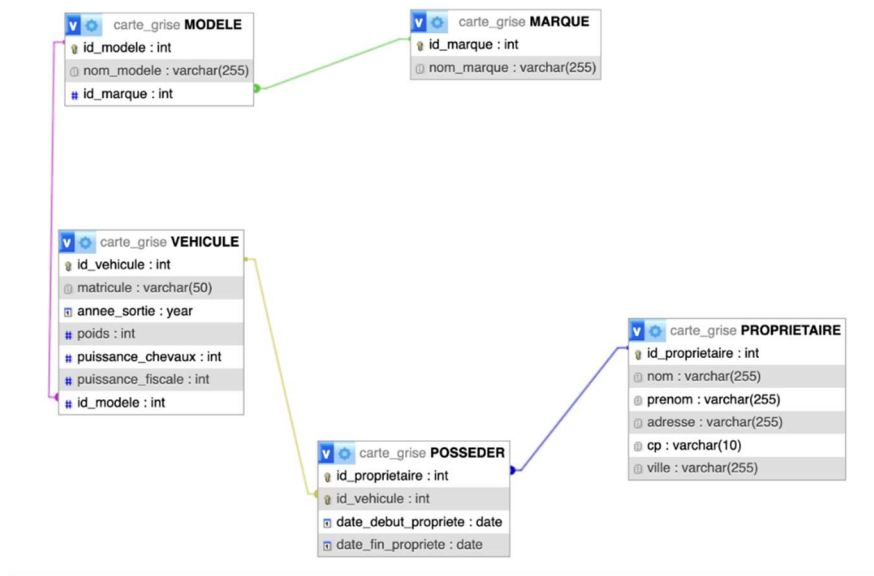 carte_grise MODELE
id_modele : int
nom_modele : varchar(255)
id_marque : int
carte_grise MARQUE
id_marque : int
nom_marque : varchar(255)
carte_grise VEHICULE
id_vehicule : int
matricule : varchar(50)
annee_sortie : year
poids : int
puissance_chevaux : int
puissance_fiscale : int
id_modele : int
carte_grise POSSEDER
id_proprietaire : int
id_vehicule : int
date_debut_propriete : date
date_fin_propriete : date
carte_grise PROPRIETAIRE
id_proprietaire : int
nom : varchar(255)
prenom : varchar(255)
adresse : varchar(255)
cp : varchar(10)
ville : varchar(255)